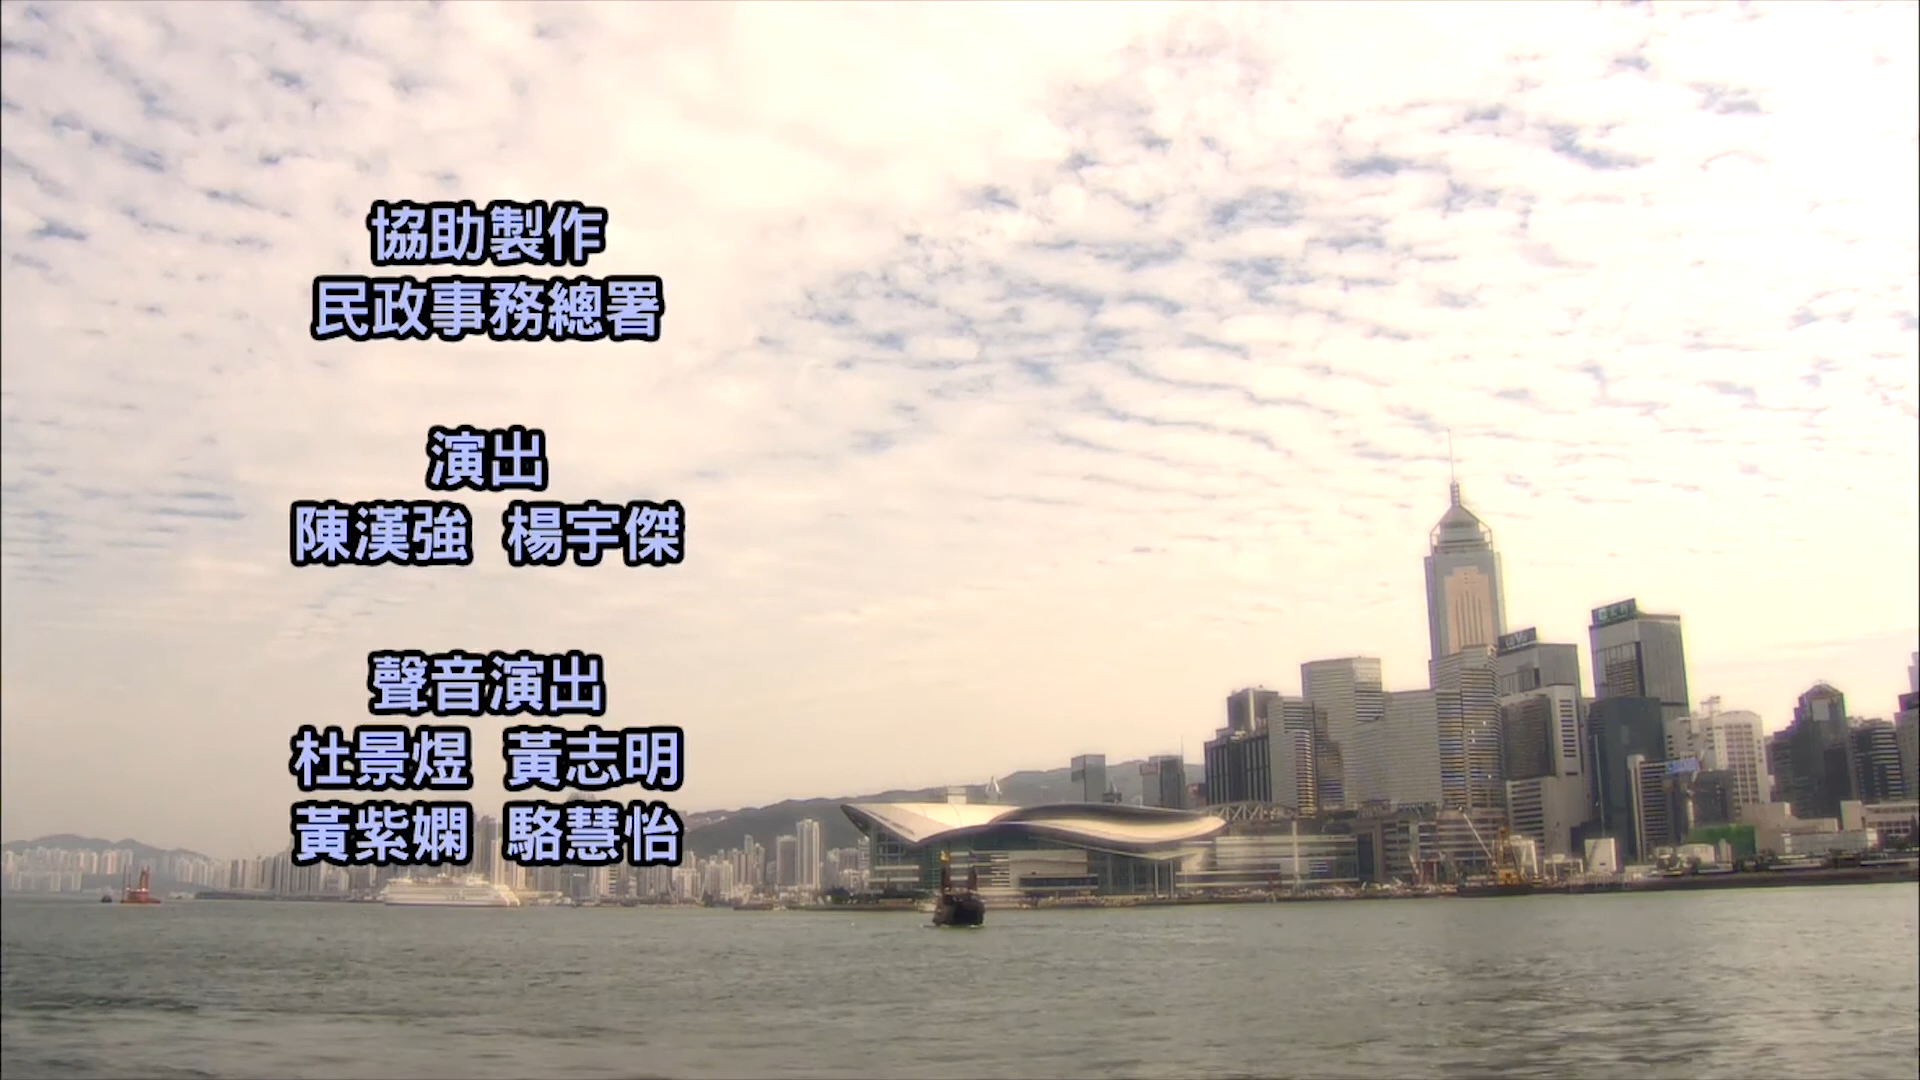 協助製作
民政事務總署
演出
陳漢強 楊宇傑
聲音演出
杜景煜 黃志明
黃紫嫻 駱慧怡